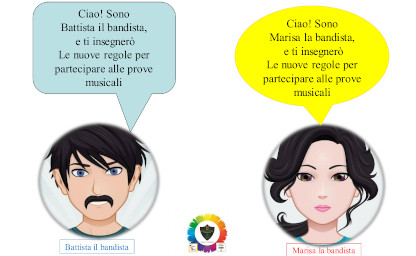 Ciao! Sono
Battista il bandista,
e ti insegnerò
Le nuove regole per
partecipare alle prove
musicali
Ciao! Sono
Marisa la bandista,
e ti insegnerò
Le nuove regole per
partecipare alle prove
musicali
Battista il bandista
Marisa la bandista